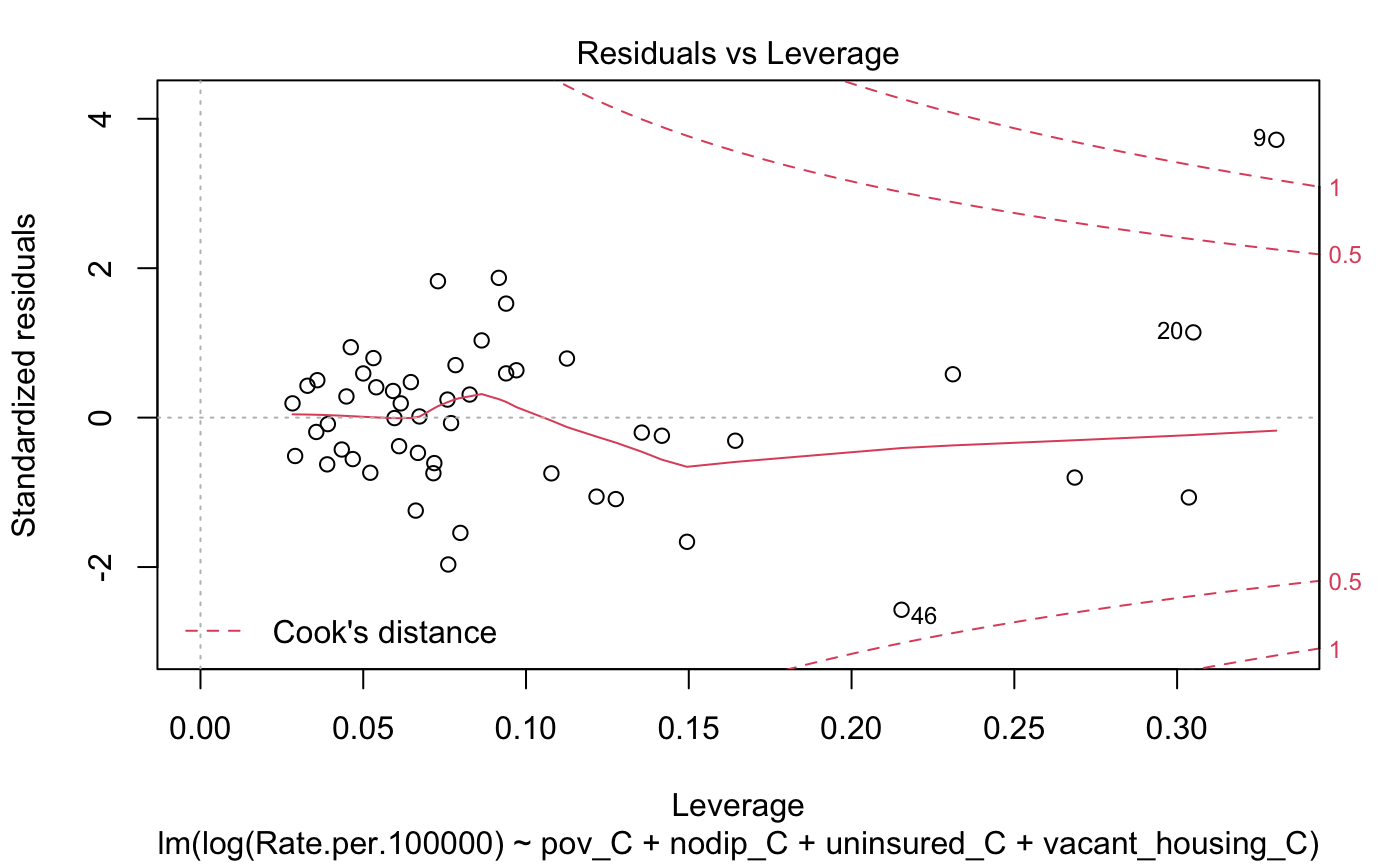 Residuals vs Leverage
Standardized residuals
4
2
0
-2
9
20
46
1
0.5
0.5
1
Cook's distance
0.00 0.05 0.10 0.15 0.20 0.25 0.30
Leverage
lm(log(Rate.per.100000) ~ pov_C + nodip_C + uninsured_C + vacant_housing_C)